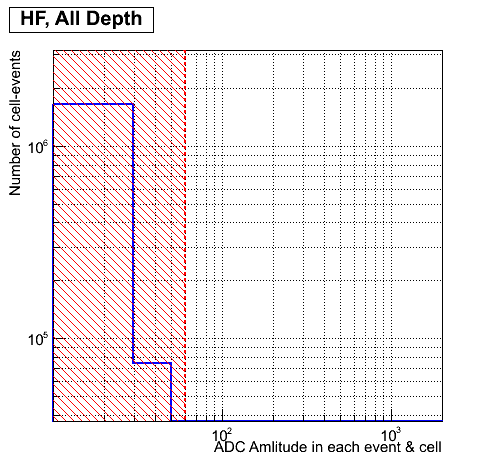 HF, All Depth
Number of cell-events
10^6
10^5
10^2
10^3
ADC Amlitude in each event & cell